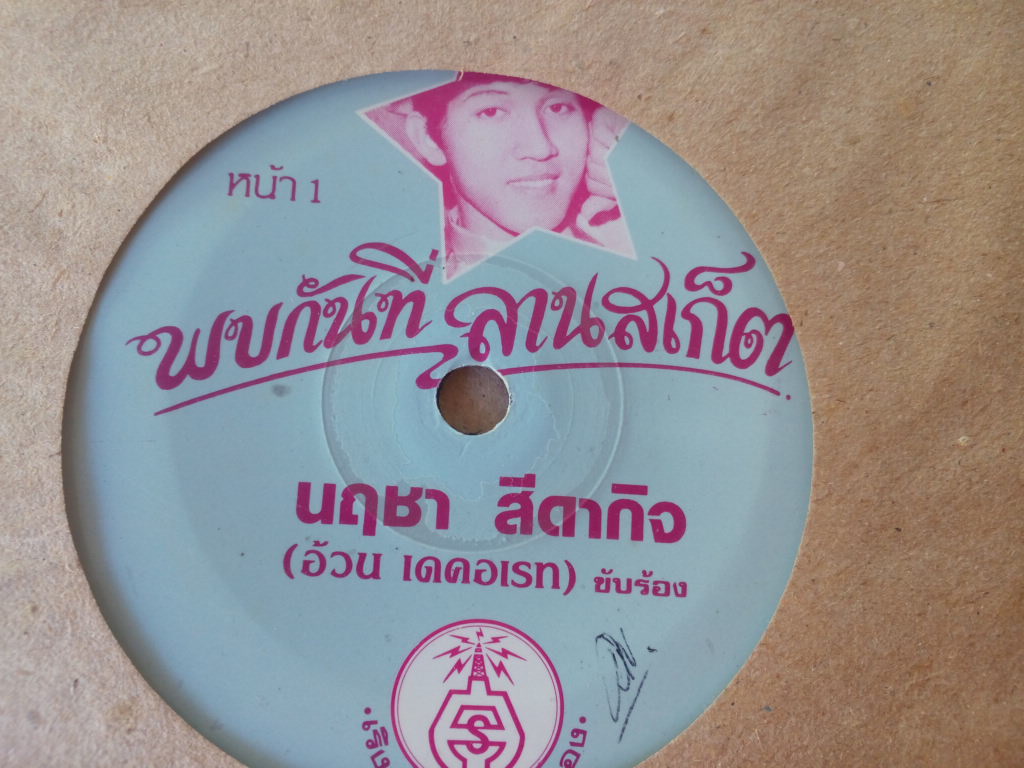 หน้า 1
พบกันที่ ลานสเก็ต
นฤชา สีดากิจ
(อ้วน เดคอเรท) ขับร้อง